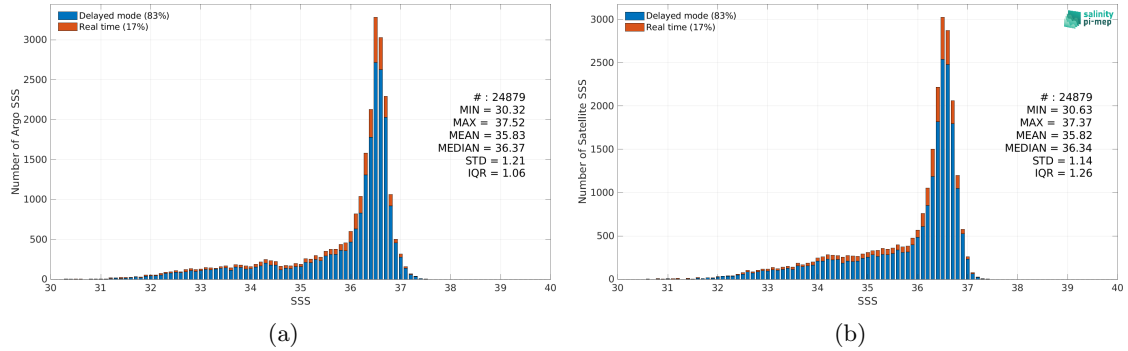 Delayed mode (83%)
Real time (17%)
3000
2500
2000
1500
1000
500
0
Number of Argo SSS
# : 24879
MIN = 30.32
MAX = 37.52
MEAN = 35.83
MEDIAN = 36.37
STD = 1.21
IQR = 1.06
30 31 32 33 34 35 36 37 38 39 40
SSS
(a)
Delayed mode (83%)
Real time (17%)
salinity
pi-mep
3000
2500
2000
1500
1000
500
0
Number of Satellite SSS
# : 24879
MIN = 30.63
MAX = 37.37
MEAN = 35.82
MEDIAN = 36.34
STD = 1.14
IQR = 1.26
30 31 32 33 34 35 36 37 38 39 40
SSS
(b)